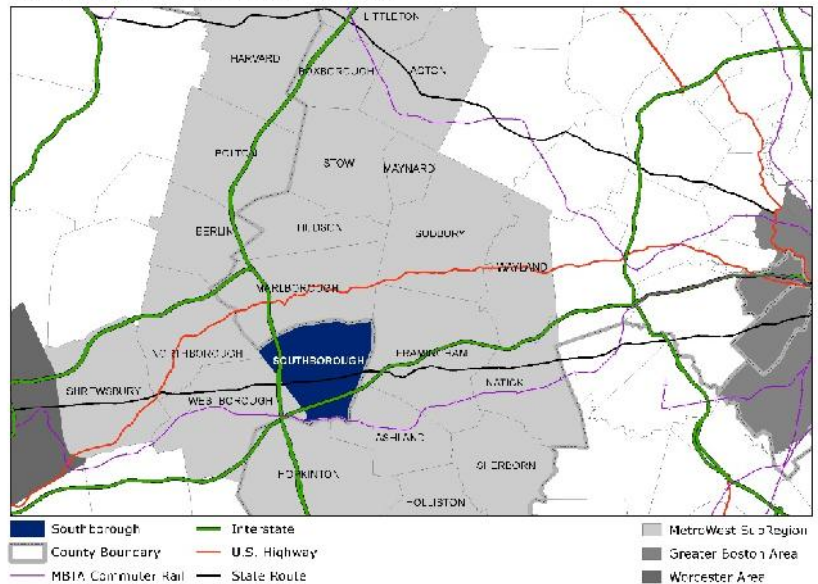 LITTLETON
HARVARD
BOXBOROUGH
ACTON
BOLTON
STOW
MAYNARD
BERLIN
HUDSON
SUDBURY
WAYLAND
MARLBOROUGH
NORTHBOROUGH
SOUTHBOROUGH
FRAMINGHAM
SHREWSBURY
WESTBOROUGH
NATICK
ASHLAND
HOPKINTON
SHERBORN
HOLLISTON
Southborough
Interstate
MetroWest SubRegion
County Boundary
U.S. Highway
Greater Boston Area
MBTA Commuter Rail
State Route
Worcester Area